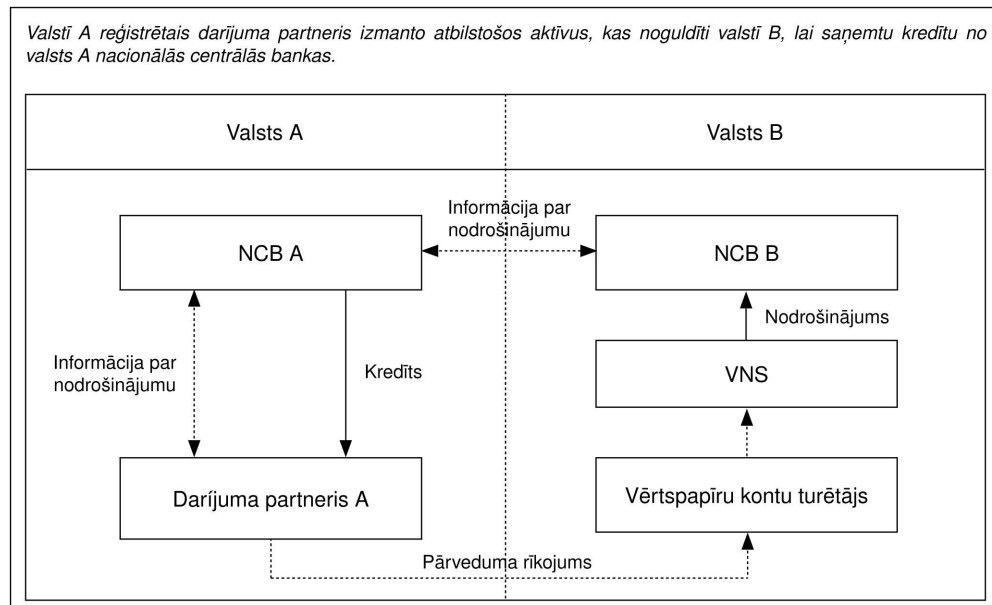 Valstī A reģistrētais darījuma partneris izmanto atbilstošos aktīvus, kas noguldīti valstī B, lai saņemtu kredītu no
valsts A nacionālās centrālās bankas.
Valsts A
Valsts B
Informācija par
nodrošinājumu
NCB A
NCB B
Nodrošinājums
Informācija par
nodrošinājumu
Kredīts
VNS
Daríjuma partneris A
Vērtspapīru kontu turētājs
Pārveduma rīkojums